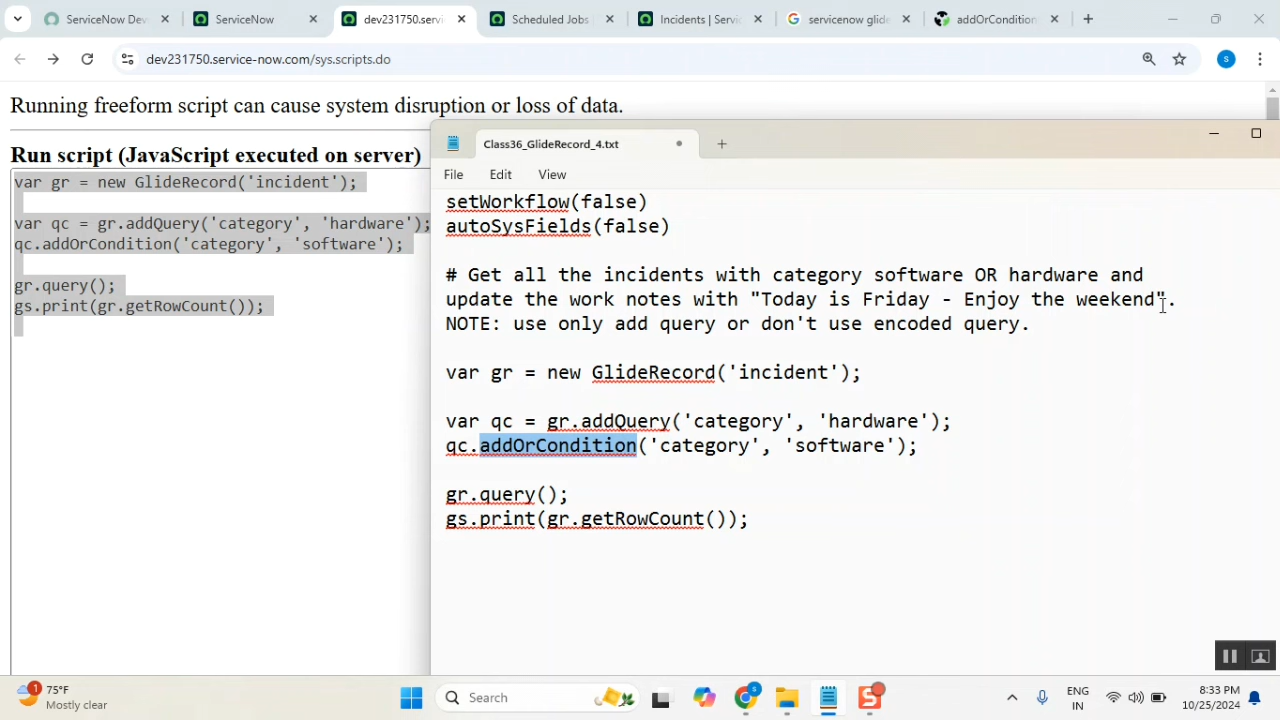 ServiceNow Dev
ServiceNow
dev231750.servi
Scheduled Jobs
Incidents | Servi
servicenow glide
addOrCondition
dev231750.service-now.com/sys.scripts.do
Running freeform script can cause system disruption or loss of data.
Run script (JavaScript executed on server)
var gr = new GlideRecord('incident');
var qc = gr.addQuery('category', 'hardware');
qc.addOrCondition('category', 'software');
gr.query();
gs.print(gr.getRowCount());
Class36_GlideRecord_4.txt
File Edit View
setWorkflow(false)
autoSysFields(false)
# Get all the incidents with category software OR hardware and
update the work notes with "Today is Friday - Enjoy the weekend".
NOTE: use only add query or don't use encoded query.
var gr = new GlideRecord('incident');
var qc = gr.addQuery('category', 'hardware');
qc.addOrCondition('category', 'software');
gr.query();
gs.print(gr.getRowCount());
1
75°F
Mostly clear
Search
ENG
IN
8:33 PM
10/25/2024